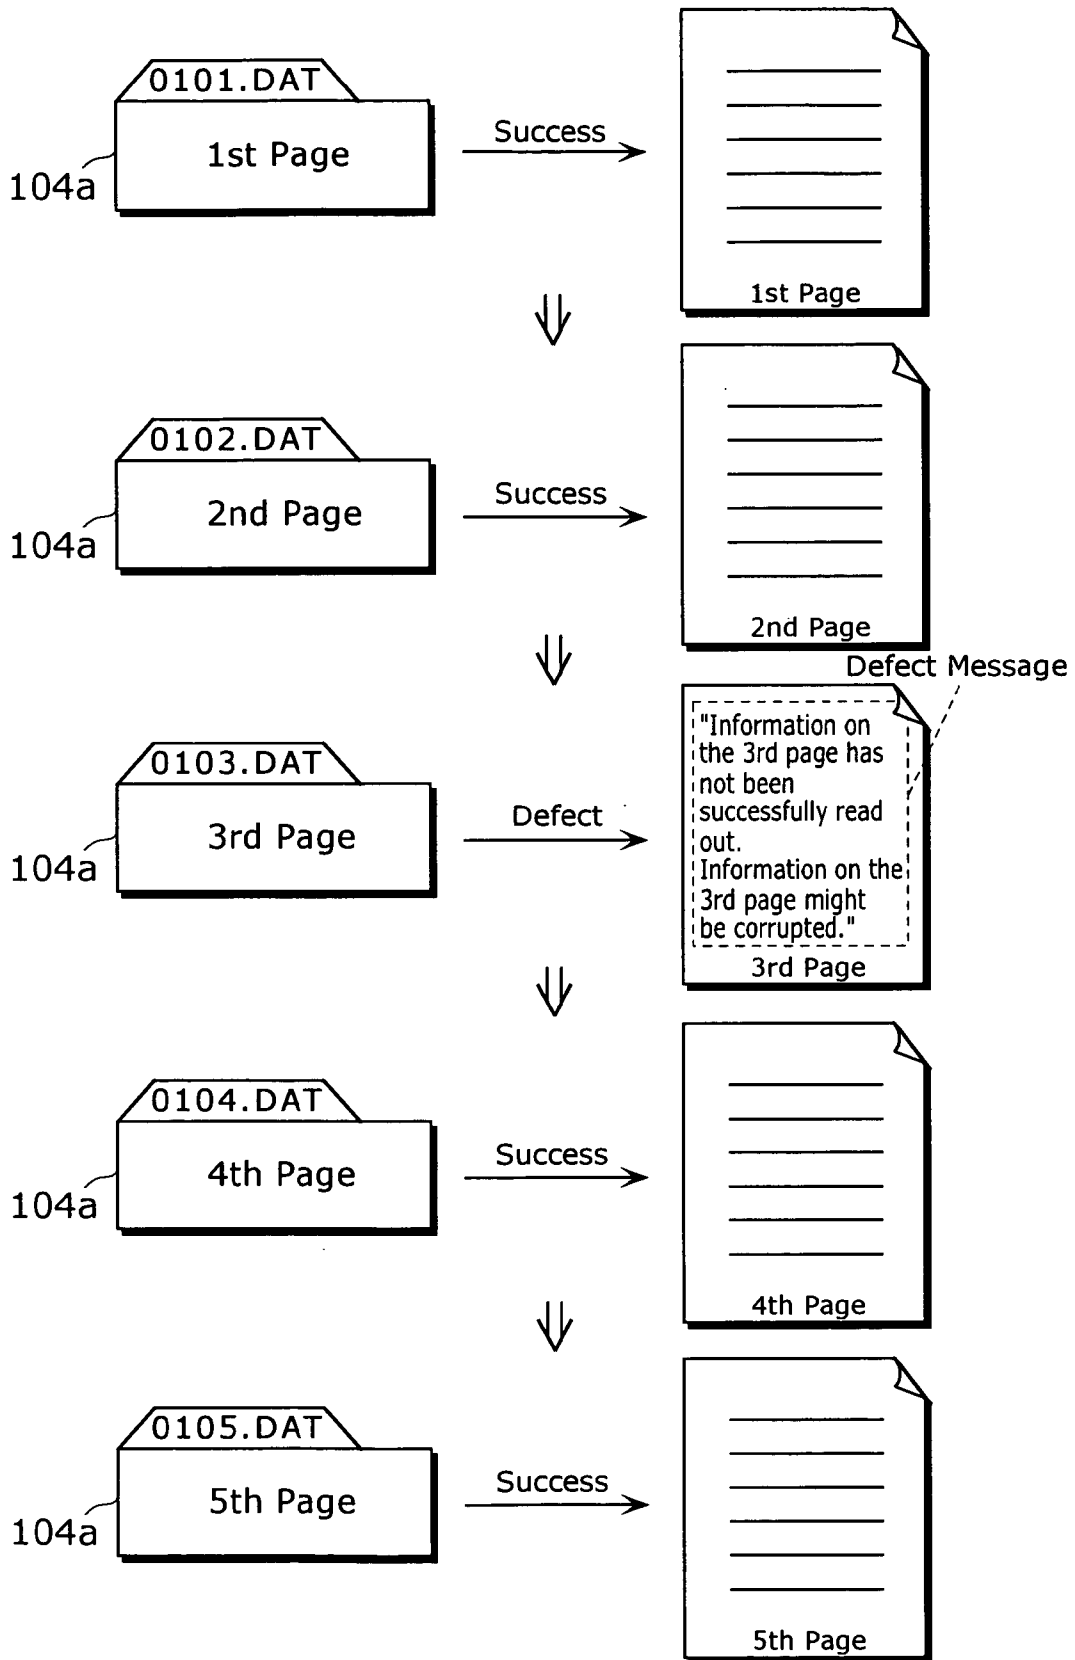 0101.DAT
1st Page
104a
Success
1st Page
0102.DAT
2nd Page
104a
Success
2nd Page
Defect Message
0103.DAT
3rd Page
104a
Defect
"Information on
the 3rd page has
not been
successfully read
out.
Information on the
3rd page might
be corrupted."
3rd Page
0104.DAT
4th Page
104a
Success
4th Page
0105.DAT
5th Page
104a
Success
5th Page